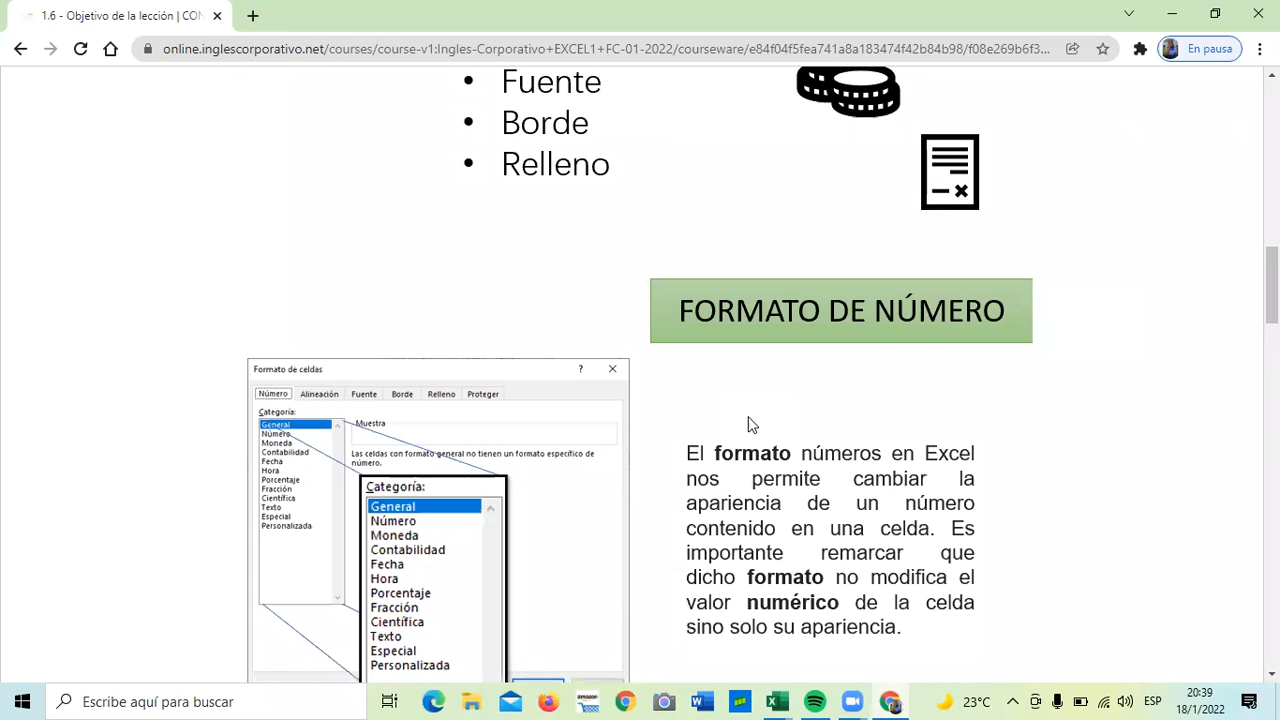 1.6 - Objetivo de la lección | CON
online.inglescorporativo.net/courses/course-v1:Ingles-Corporativo+EXCEL1+FC-01-2022/courseware/c84f04f5fea741a8a183474f42b84b98/f08e269b6f3...
En pausa
• Fuente
• Borde
• Relleno
FORMATO DE NÚMERO
Formato de celdas
? ×
Número Alineación Fuente Borde Relleno Proteger
Categoría:
General
Número
Moneda
Contabilidad
Fecha
Hora
Porcentaje
Fracción
Científica
Texto
Especial
Personalizada
Muestra
Las celdas con formato general no tienen un formato específico de
número.
Categoría:
General
Número
Moneda
Contabilidad
Fecha
Hora
Porcentaje
Fracción
Científica
Texto
Especial
Personalizada
El formato números en Excel
nos permite cambiar la
apariencia de un número
contenido en una celda. Es
importante remarcar que
dicho formato no modifica el
valor numérico de la celda
sino solo su apariencia.
Escribe aquí para buscar
amazon
23°C
ESP
20:39
18/1/2022